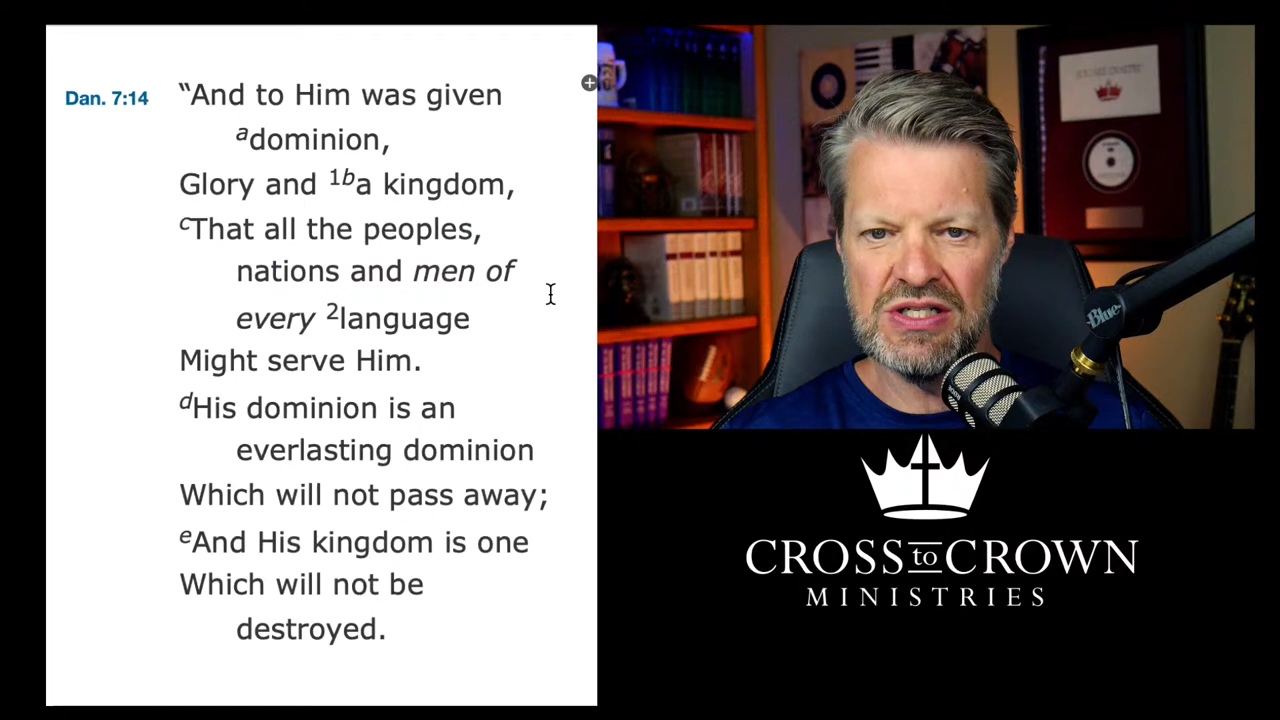 Dan. 7:14 “And to Him was given
adominion,
Glory and 1ba kingdom,
cThat all the peoples,
nations and men of
every 2language
Might serve Him.
dHis dominion is an
everlasting dominion
Which will not pass away;
eAnd His kingdom is one
Which will not be
destroyed.
Blue
CROSS to CROWN
MINISTRIES